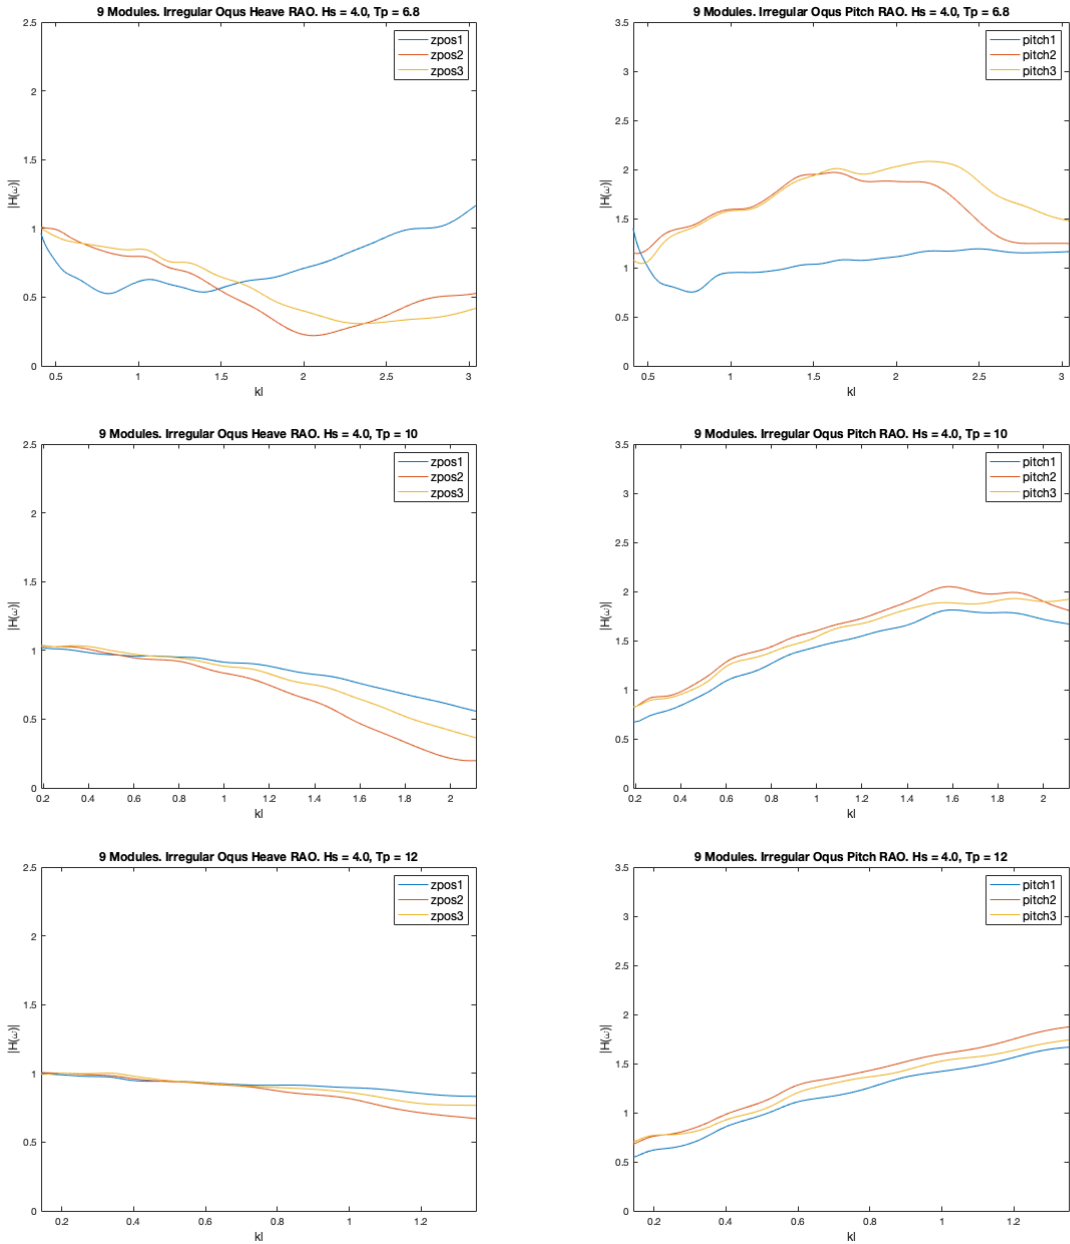 9 Modules. Irregular Oqus Heave RAO. Hs = 4.0, Tp = 6.8
2.5
2
1.5
1
0.5
0
|H(ω)|
zpos1
zpos2
zpos3
0.5 1 1.5 2 2.5 3
kl
9 Modules. Irregular Oqus Pitch RAO. Hs = 4.0, Tp = 6.8
3.5
3
2.5
2
1.5
1
0.5
0
|H(ω)|
pitch1
pitch2
pitch3
0.5 1 1.5 2 2.5 3
kl
9 Modules. Irregular Oqus Heave RAO. Hs = 4.0, Tp = 10
2.5
2
1.5
1
0.5
0
|H(ω)|
zpos1
zpos2
zpos3
0.2 0.4 0.6 0.8 1 1.2 1.4 1.6 1.8 2
kl
9 Modules. Irregular Oqus Pitch RAO. Hs = 4.0, Tp = 10
3.5
3
2.5
2
1.5
1
0.5
0
|H(ω)|
pitch1
pitch2
pitch3
0.2 0.4 0.6 0.8 1 1.2 1.4 1.6 1.8 2
kl
9 Modules. Irregular Oqus Heave RAO. Hs = 4.0, Tp = 12
2.5
2
1.5
1
0.5
0
|H(ω)|
zpos1
zpos2
zpos3
0.2 0.4 0.6 0.8 1 1.2
kl
9 Modules. Irregular Oqus Pitch RAO. Hs = 4.0, Tp = 12
3.5
3
2.5
2
1.5
1
0.5
0
|H(ω)|
pitch1
pitch2
pitch3
0.2 0.4 0.6 0.8 1 1.2
kl